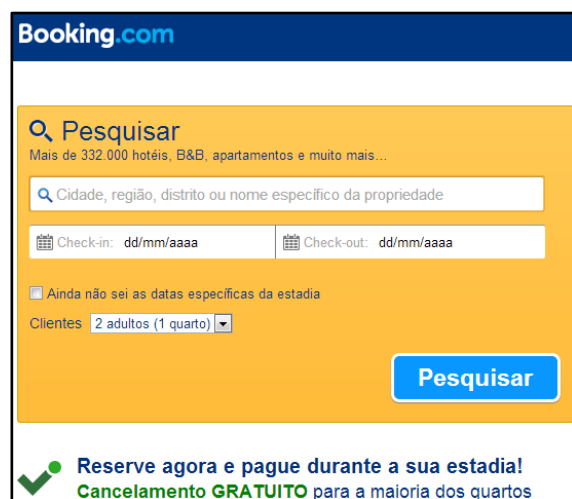 Booking.com
Pesquisar
Mais de 332.000 hotéis, B&B, apartamentos e muito mais...
Cidade, região, distrito ou nome específico da propriedade
Check-in: dd/mm/aaaa Check-out: dd/mm/aaaa
Ainda não sei as datas específicas da estadia
Clientes 2 adultos (1 quarto)
Pesquisar
Reserve agora e pague durante a sua estadia!
Cancelamento GRATUITO para a maioria dos quartos